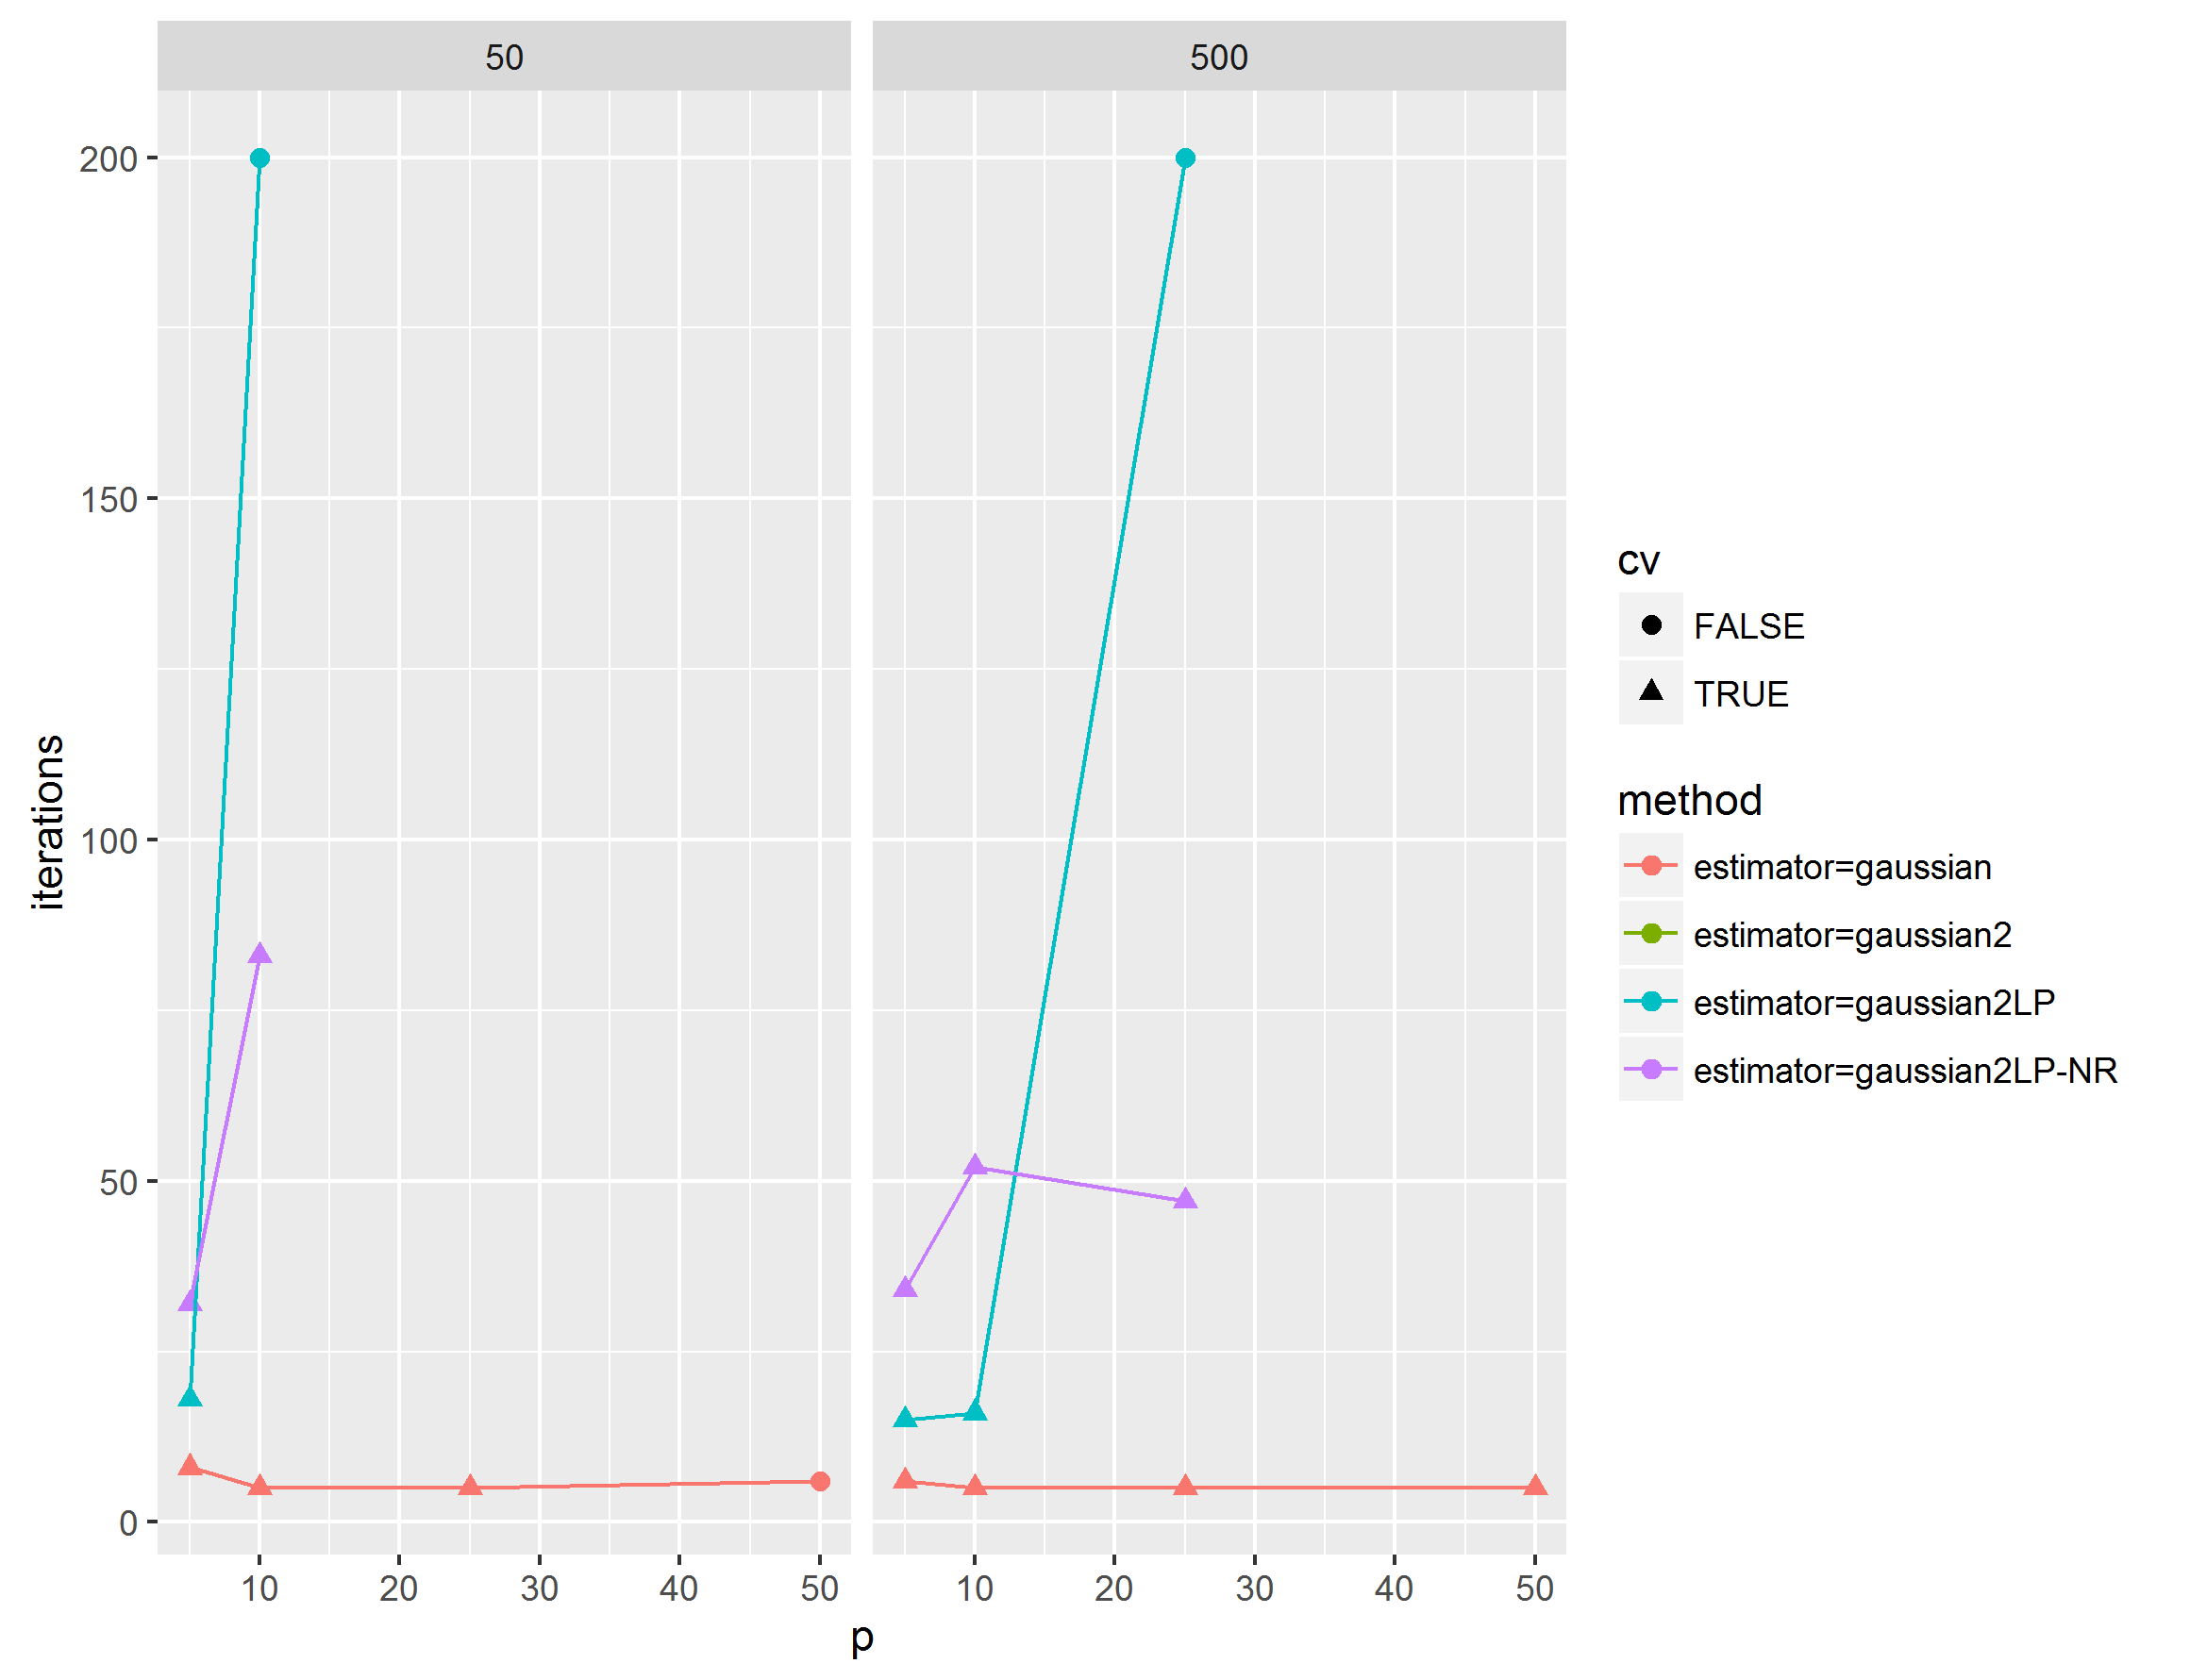 50
500
200
150
100
50
0
iterations
10 20 30 40 50
10 20 30 40 50
p
cv
FALSE
TRUE
method
estimator=gaussian
estimator=gaussian2
estimator=gaussian2LP
estimator=gaussian2LP-NR